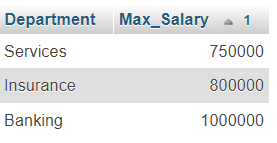 Department Max_Salary 1
Services 750000
Insurance 800000
Banking 1000000